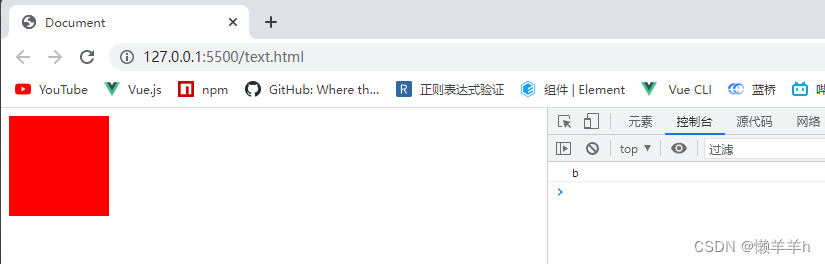 Document
127.0.0.1:5500/text.html
YouTube Vue.js npm GitHub: Where th... R 正则表达式验证 组件 | Element Vue CLI 蓝桥
元素 控制台 源代码 网络
top 过滤
b
CSDN @懒羊羊h